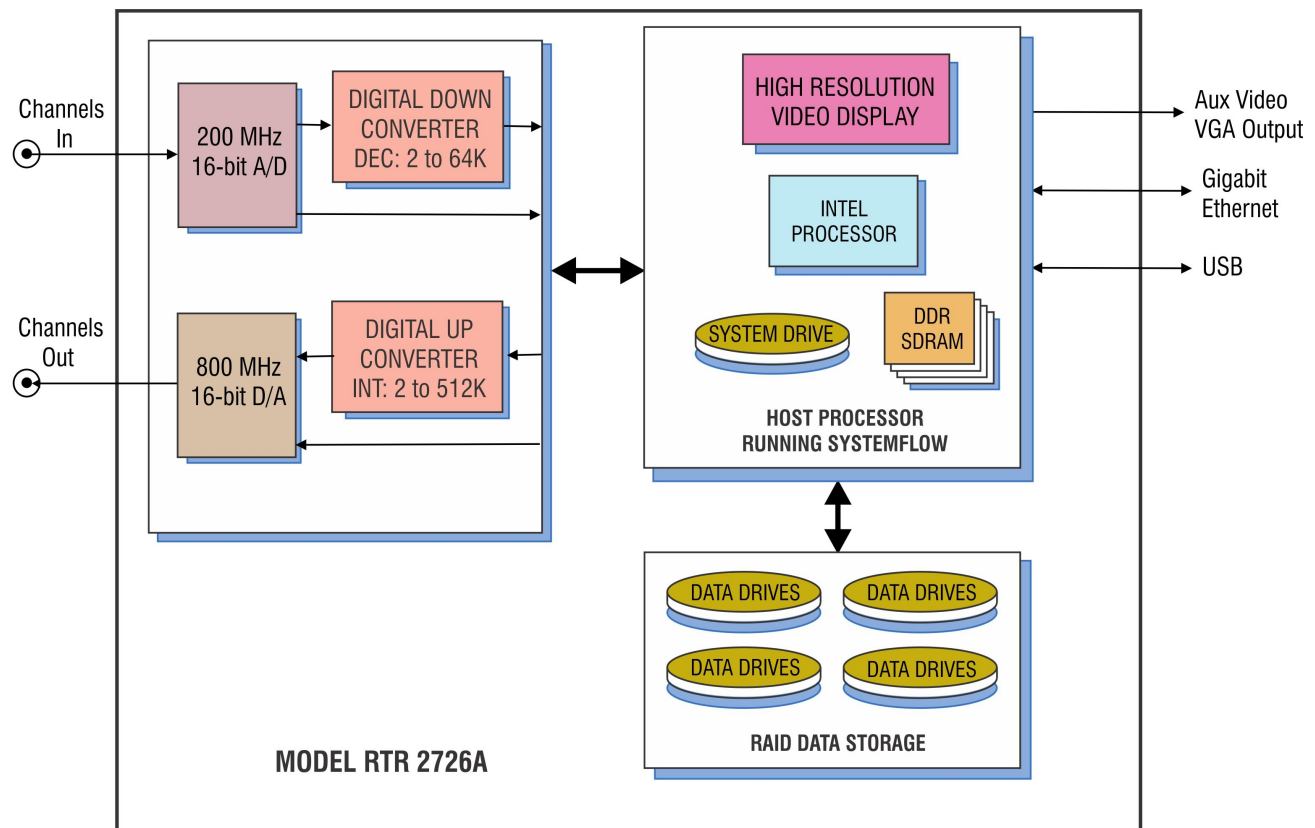 Channels
In
200 MHz
16-bit A/D
DIGITAL DOWN
CONVERTER
DEC: 2 to 64K
Channels
Out
800 MHz
16-bit D/A
DIGITAL UP
CONVERTER
INT: 2 to 512K
HIGH RESOLUTION
VIDEO DISPLAY
INTEL
PROCESSOR
SYSTEM DRIVE
DDR
SDRAM
HOST PROCESSOR
RUNNING SYSTEMFLOW
Aux Video
VGA Output
Gigabit
Ethernet
USB
DATA DRIVES
DATA DRIVES
DATA DRIVES
DATA DRIVES
RAID DATA STORAGE
MODEL RTR 2726A